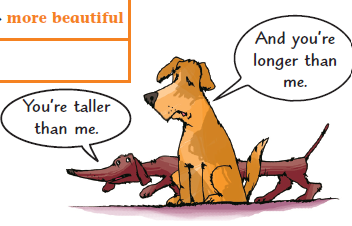 more beautiful
You're taller
than me.
And you're
longer than
me.